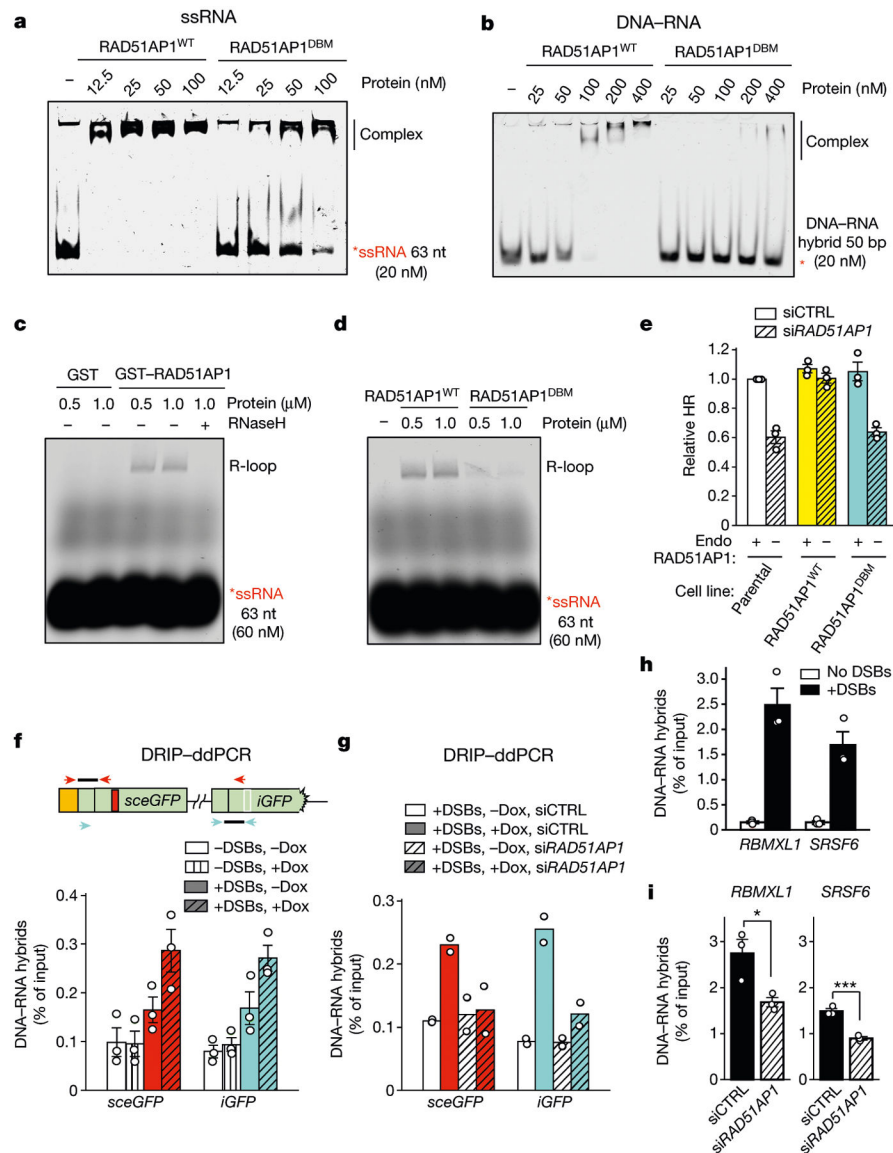 a
ssRNA
RAD51AP1WT RAD51AP1DBM
– 12.5 25 50 100 12.5 25 50 100 Protein (nM)
Complex
*ssRNA 63 nt
(20 nM)
b
DNA–RNA
RAD51AP1WT RAD51AP1DBM
– 25 50 100 200 400 25 50 100 200 400 Protein (nM)
Complex
DNA–RNA
hybrid 50 bp
* (20 nM)
c
GST GST–RAD51AP1
0.5 1.0 0.5 1.0 1.0 Protein (μM)
– – – – + RNaseH
R-loop
*ssRNA
63 nt
(60 nM)
d
RAD51AP1WT RAD51AP1DBM
– 0.5 1.0 0.5 1.0 Protein (μM)
R-loop
*ssRNA
63 nt
(60 nM)
e
siCTRL
siRAD51AP1
Relative HR
1.2
1.0
0.8
0.6
0.4
0.2
0
Endo + – + – + –
RAD51AP1:
Cell line: Parental RAD51AP1WT RAD51AP1DBM
f
DRIP–ddPCR
sceGFP iGFP
–DSBs, –Dox
–DSBs, +Dox
+DSBs, –Dox
+DSBs, +Dox
DNA–RNA hybrids
(% of input)
0.4
0.3
0.2
0.1
0
sceGFP iGFP
g
DRIP–ddPCR
+DSBs, –Dox, siCTRL
+DSBs, +Dox, siCTRL
+DSBs, –Dox, siRAD51AP1
+DSBs, +Dox, siRAD51AP1
DNA–RNA hybrids
(% of input)
0.3
0.2
0.1
0
sceGFP iGFP
h
No DSBs
+DSBs
DNA–RNA hybrids
(% of input)
3.0
2.5
2.0
1.5
1.0
0.5
0
RBMXL1 SRSF6
i
RBMXL1 SRSF6
DNA–RNA hybrids
(% of input)
3
2
1
0
*
siCTRL
siRAD51AP1
3
2
1
0
***
siCTRL
siRAD51AP1